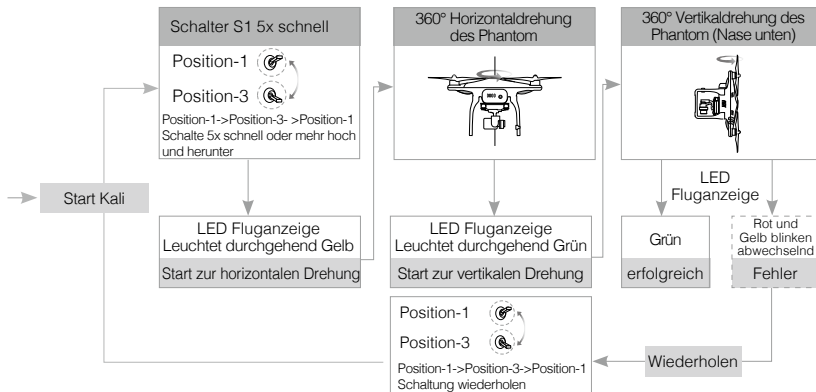 Start Kali
Schalter S1 5x schnell
Position-1
Position-3
Position-1->Position-3- ->Position-1
Schalte 5x schnell oder mehr hoch
und herunter
LED Fluganzeige
Leuchtet durchgehend Gelb
Start zur horizontalen Drehung
360° Horizontaldrehung
des Phantom
LED Fluganzeige
Leuchtet durchgehend Grün
Start zur vertikalen Drehung
360° Vertikaldrehung des
Phantom (Nase unten)
LED
Fluganzeige
Grün
erfolgreich
Rot und
Gelb blinken
abwechselnd
Fehler
Wiederholen
Position-1
Position-3
Position-1->Position-3->Position-1
Schaltung wiederholen